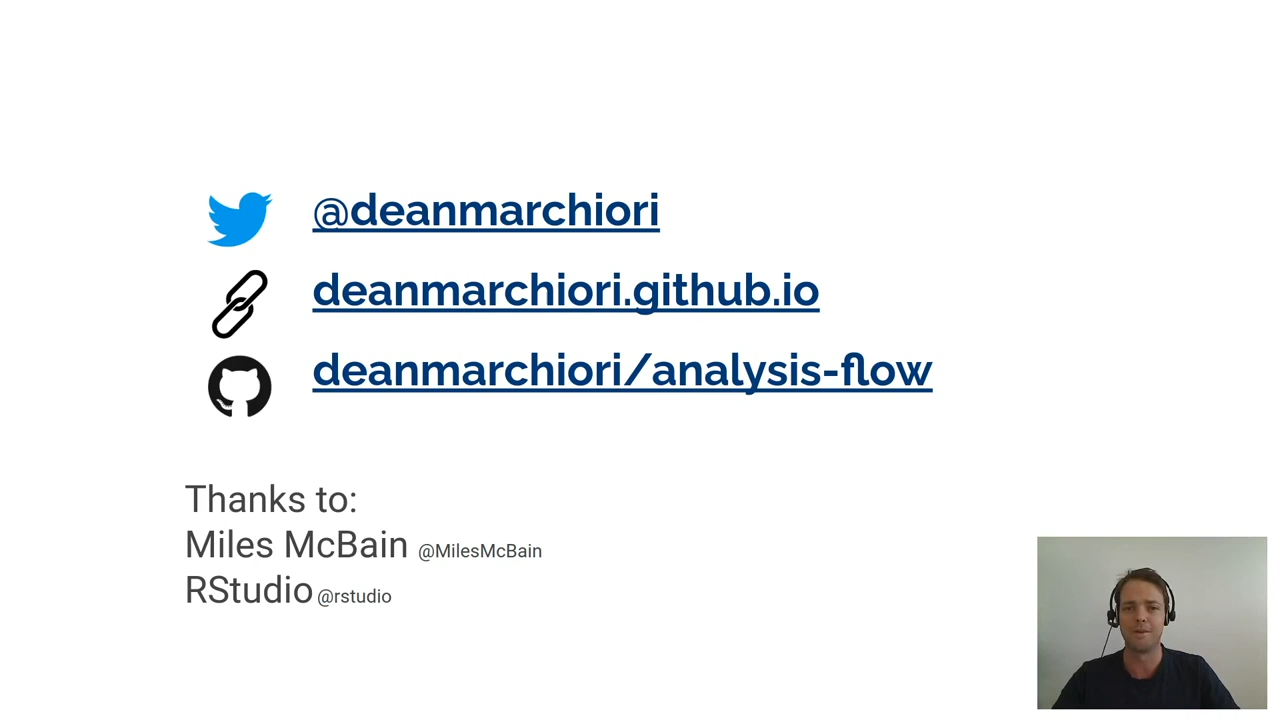 @deanmarchiori
deanmarchiori.github.io
deanmarchiori/analysis-flow
Thanks to:
Miles McBain @MilesMcBain
RStudio @rstudio